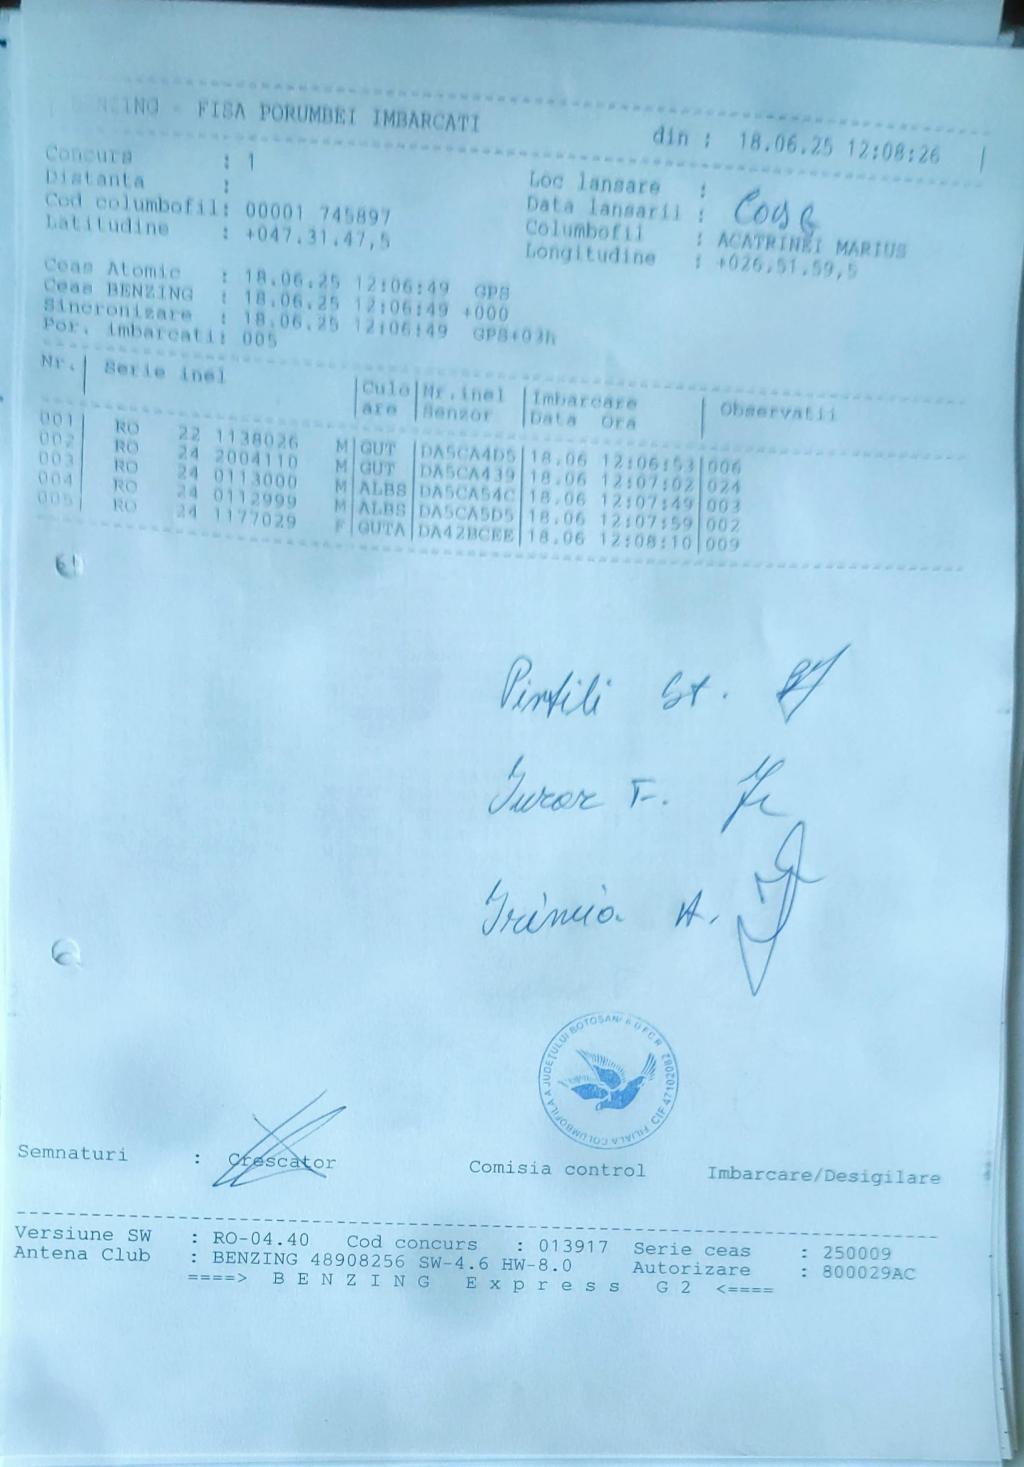 BENZING - FISA PORUMBEI IMBARCATI din : 18.06.25 12:08:26 |
Concurs : 1 Loc lansare :
Distanta : Data lansarii :
Cod columbofil: 00001 745897 Columbofil : ACATRINEI MARIUS
Latitudine : +047.31.47,5 Longitudine : +026.51.59,5
Ceas Atomic : 18.06.25 12:06:49 GPS
Ceas BENZING : 18.06.25 12:06:49 +000
Sincronizare : 18.06.25 12:06:49 GPS+03h
Por. imbarcati: 005
Nr.| Serie inel |Culo|Nr.inel |Imbarcare | Observatii
| |are |Senzor |Data Ora |
001| RO 22 1138026 M|GUT |DA5CA4D5|18.06 12:06:53|006
002| RO 24 2004110 M|GUT |DA5CA439|18.06 12:07:02|024
003| RO 24 0113000 M|ALBS|DA5CA54C|18.06 12:07:49|003
004| RO 24 0112999 M|ALBS|DA5CA5D5|18.06 12:07:59|002
005| RO 24 1177029 F|GUTA|DA42BCEE|18.06 12:08:10|009
St.
F.
A.
FILIALA COLUMBOFILA A JUDEȚULUI BOTOSANI CIF 47102082
Semnaturi : Crescator Comisia control Imbarcare/Desigilare
Versiune SW : RO-04.40 Cod concurs : 013917 Serie ceas : 250009
Antena Club : BENZING 48908256 SW-4.6 HW-8.0 Autorizare : 800029AC
====> B E N Z I N G E x p r e s s G 2 <====